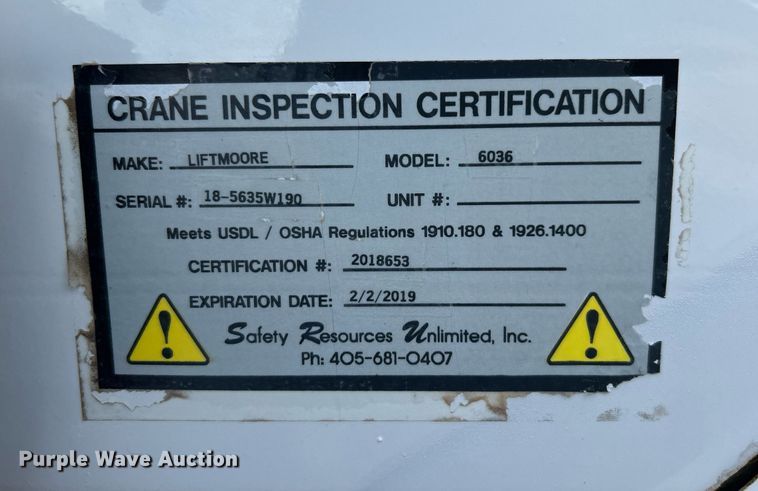 CRANE INSPECTION CERTIFICATION
MAKE: LIFTMOORE MODEL: 6036
SERIAL #: 18-5635W190 UNIT #:
Meets USDL / OSHA Regulations 1910.180 & 1926.1400
CERTIFICATION #: 2018653
EXPIRATION DATE: 2/2/2019
! Safety Resources Unlimited, Inc. !
Ph: 405-681-0407
Purple Wave Auction